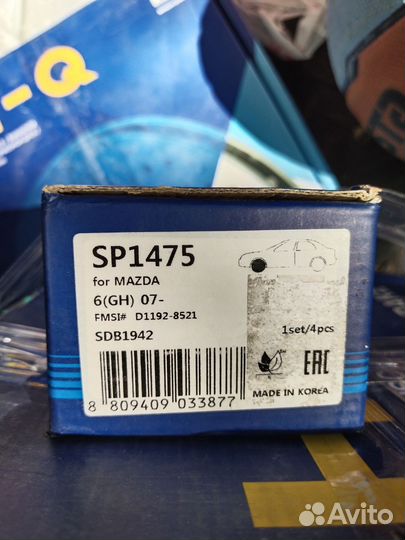 -Q
SP1475
for MAZDA
6(GH) 07-
FMSI# D1192-8521
SDB1942
1set/4pcs
EAC
MADE IN KOREA
8 809409 033877
Avito